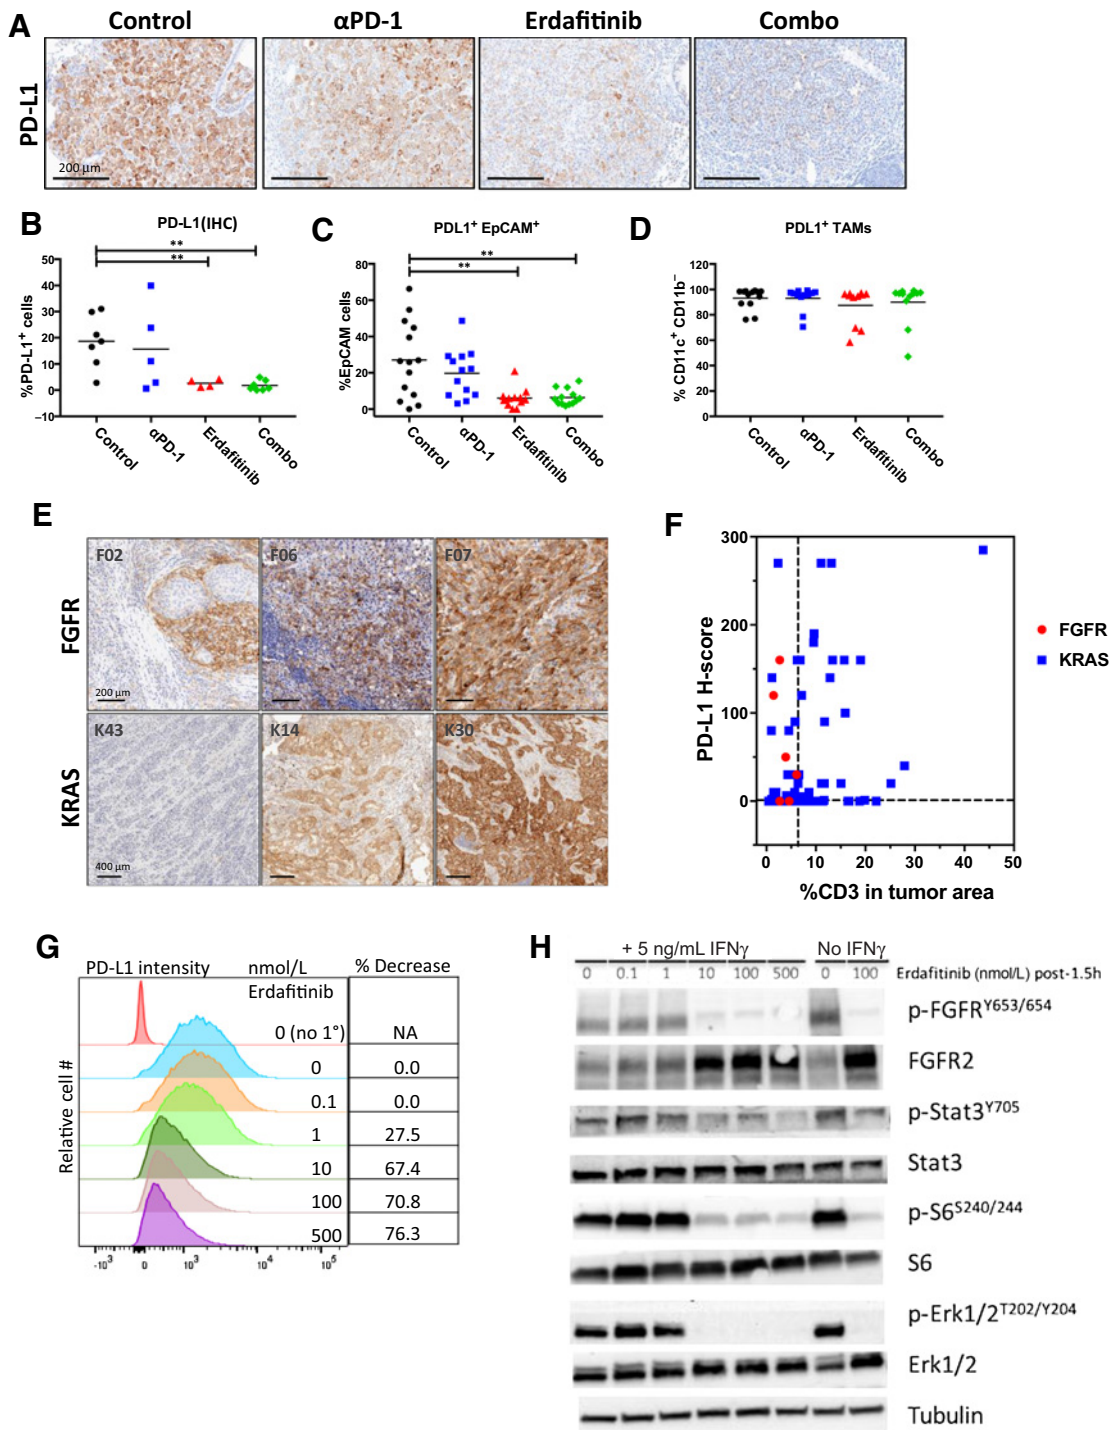 A
Control αPD-1 Erdafitinib Combo
PD-L1
200 µm
B
PD-L1(IHC)
**
**
%PD-L1+ cells
50
40
30
20
10
0
–10
Control αPD-1 Erdafitinib Combo
C
PDL1+ EpCAM+
**
**
%EpCAM cells
80
60
40
20
0
Control αPD-1 Erdafitinib Combo
D
PDL1+ TAMs
% CD11c+ CD11b–
120
100
80
60
40
20
0
Control αPD-1 Erdafitinib Combo
E
FGFR
F02 F06 F07
200 µm
KRAS
K43 K14 K30
400 µm
F
PD-L1 H-score
300
200
100
0
0 10 20 30 40 50
%CD3 in tumor area
FGFR
KRAS
G
PD-L1 intensity nmol/L % Decrease
Erdafitinib
0 (no 1°) NA
0 0.0
0.1 0.0
1 27.5
10 67.4
100 70.8
500 76.3
Relative cell #
-10³ 0 10³ 10⁴ 10⁵
H
+ 5 ng/mL IFNγ No IFNγ
0 0.1 1 10 100 500 0 100 Erdafitinib (nmol/L) post-1.5h
p-FGFRY653/654
FGFR2
p-Stat3Y705
Stat3
p-S6S240/244
S6
p-Erk1/2T202/Y204
Erk1/2
Tubulin